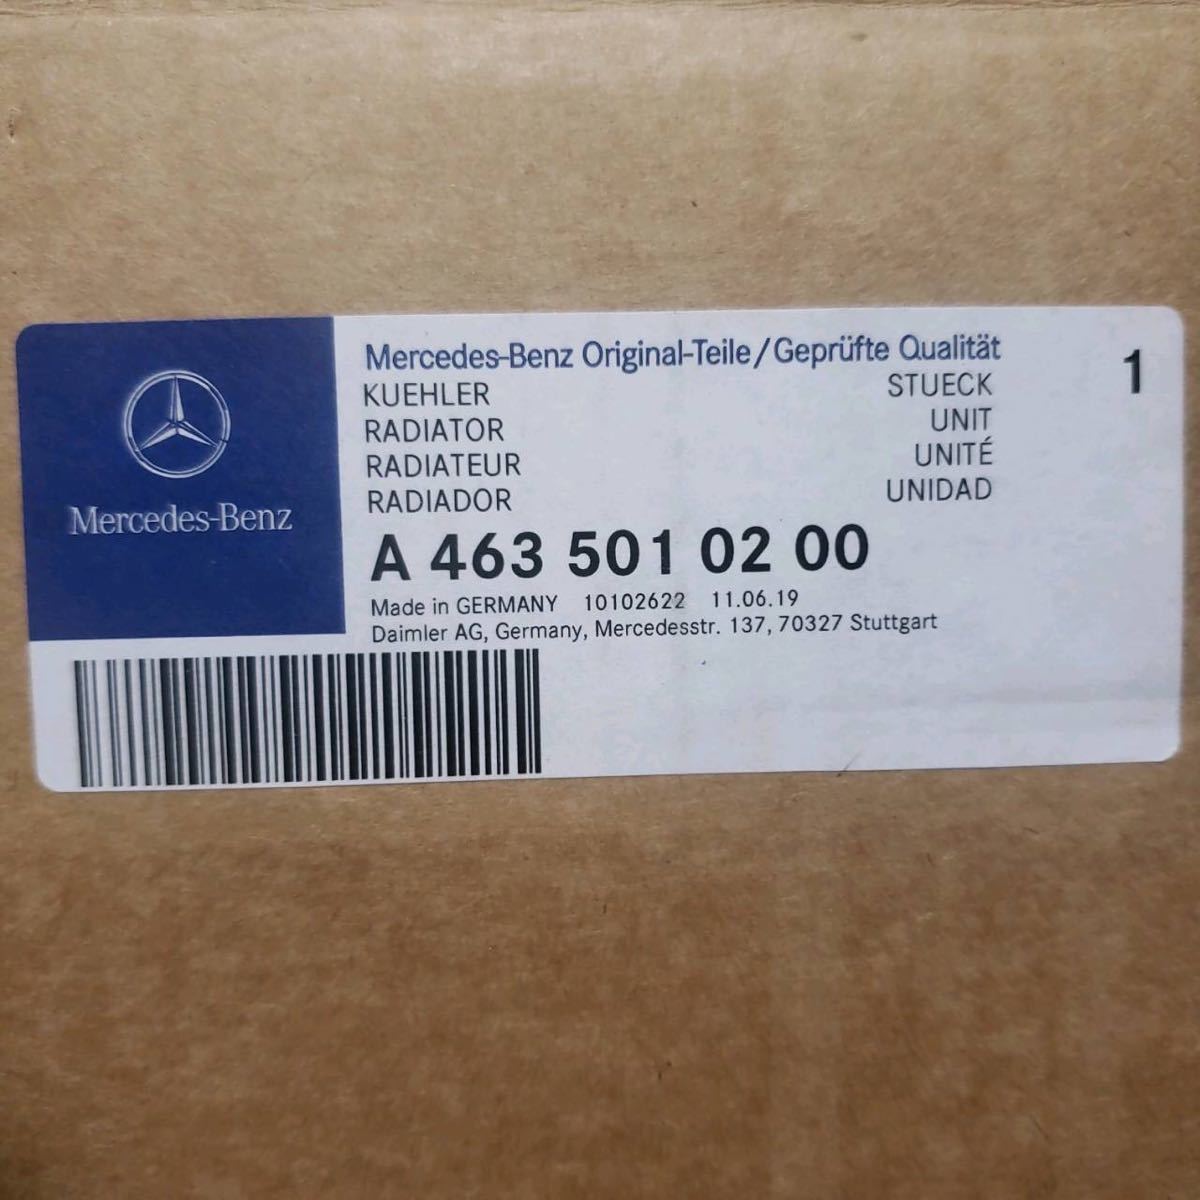 Mercedes-Benz
Mercedes-Benz Original-Teile/Geprüfte Qualität
1
KUEHLER STUECK
RADIATOR UNIT
RADIATEUR UNITÉ
RADIADOR UNIDAD
A 463 501 02 00
Made in GERMANY 10102622 11.06.19
Daimler AG, Germany, Mercedesstr. 137, 70327 Stuttgart